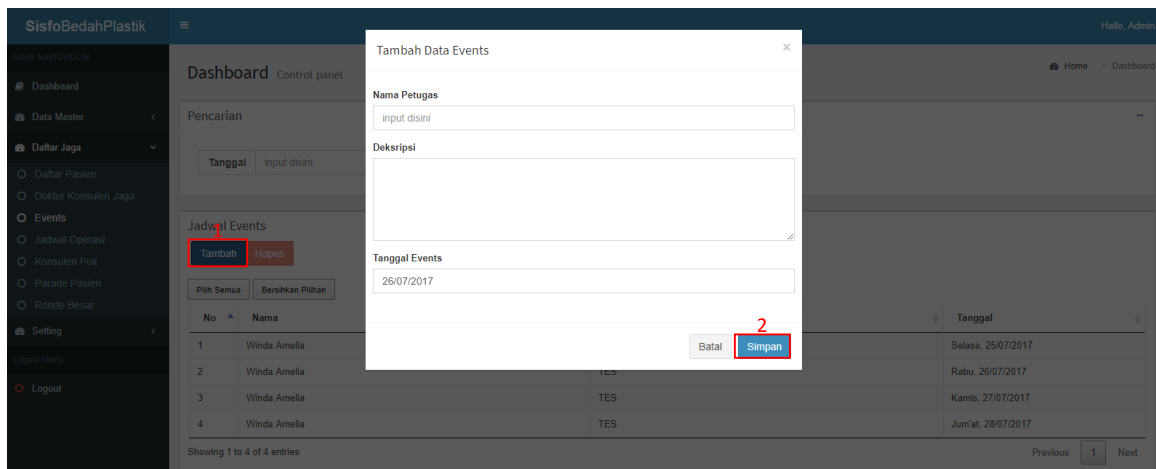 SisfoBedahPlastik
Hallo, Admin
MAIN NAVIGATION
Dashboard
Data Master
Daftar Jaga
Daftar Pasien
Dokter Konsulen Jaga
Events
Jadwal Operasi
Konsulen Poli
Parade Pasien
Ronde Besar
Setting
Logout Menu
Logout
Dashboard Control panel
Home > Dashboard
Pencarian
Tanggal input disini
Jadwal Events
1
Tambah Hapus
Pilih Semua Bersihkan Pilihan
No Nama Tanggal
1 Winda Amelia Selasa, 25/07/2017
2 Winda Amelia TES Rabu, 26/07/2017
3 Winda Amelia TES Kamis, 27/07/2017
4 Winda Amelia TES Jum'at, 28/07/2017
Showing 1 to 4 of 4 entries
Previous 1 Next
Tambah Data Events ×
Nama Petugas
input disini
Deksripsi
Tanggal Events
26/07/2017
2
Batal Simpan